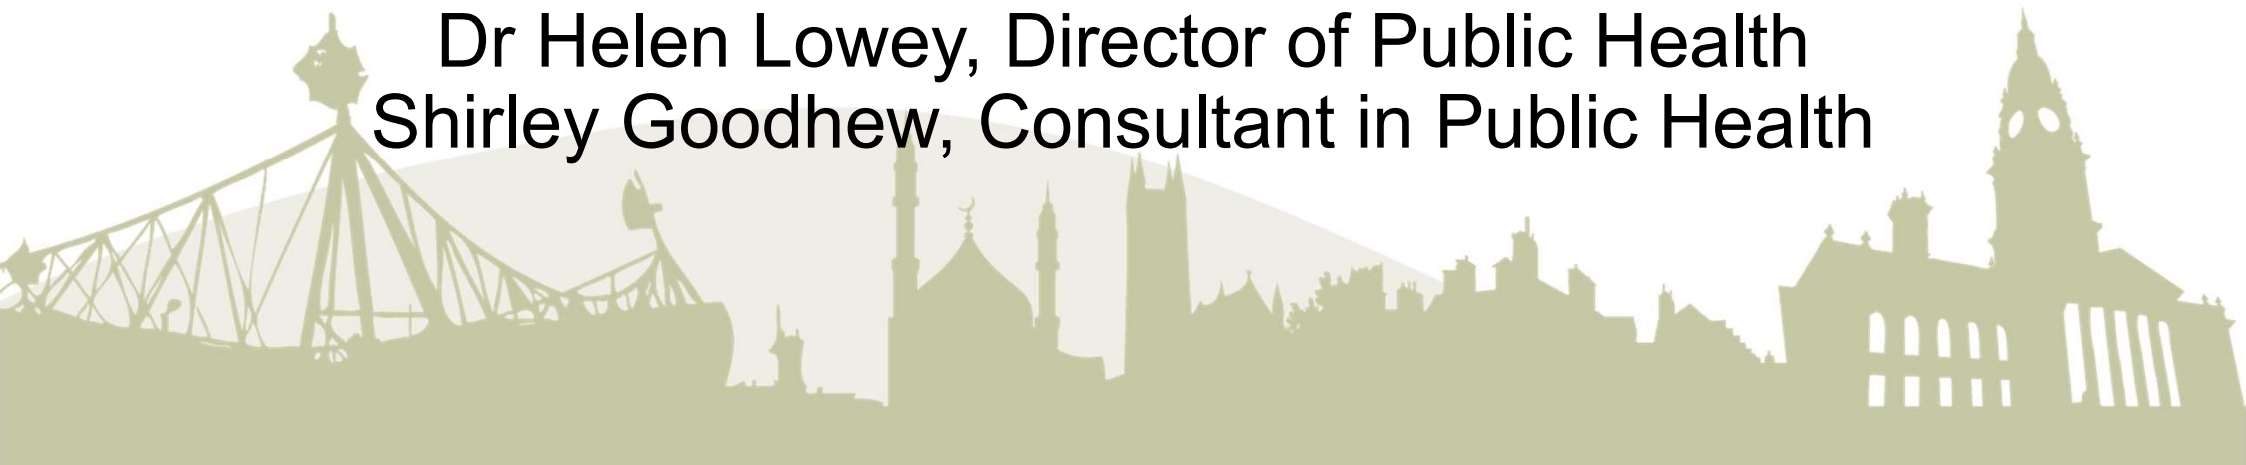 Dr Helen Lowey, Director of Public Health
Shirley Goodhew, Consultant in Public Health